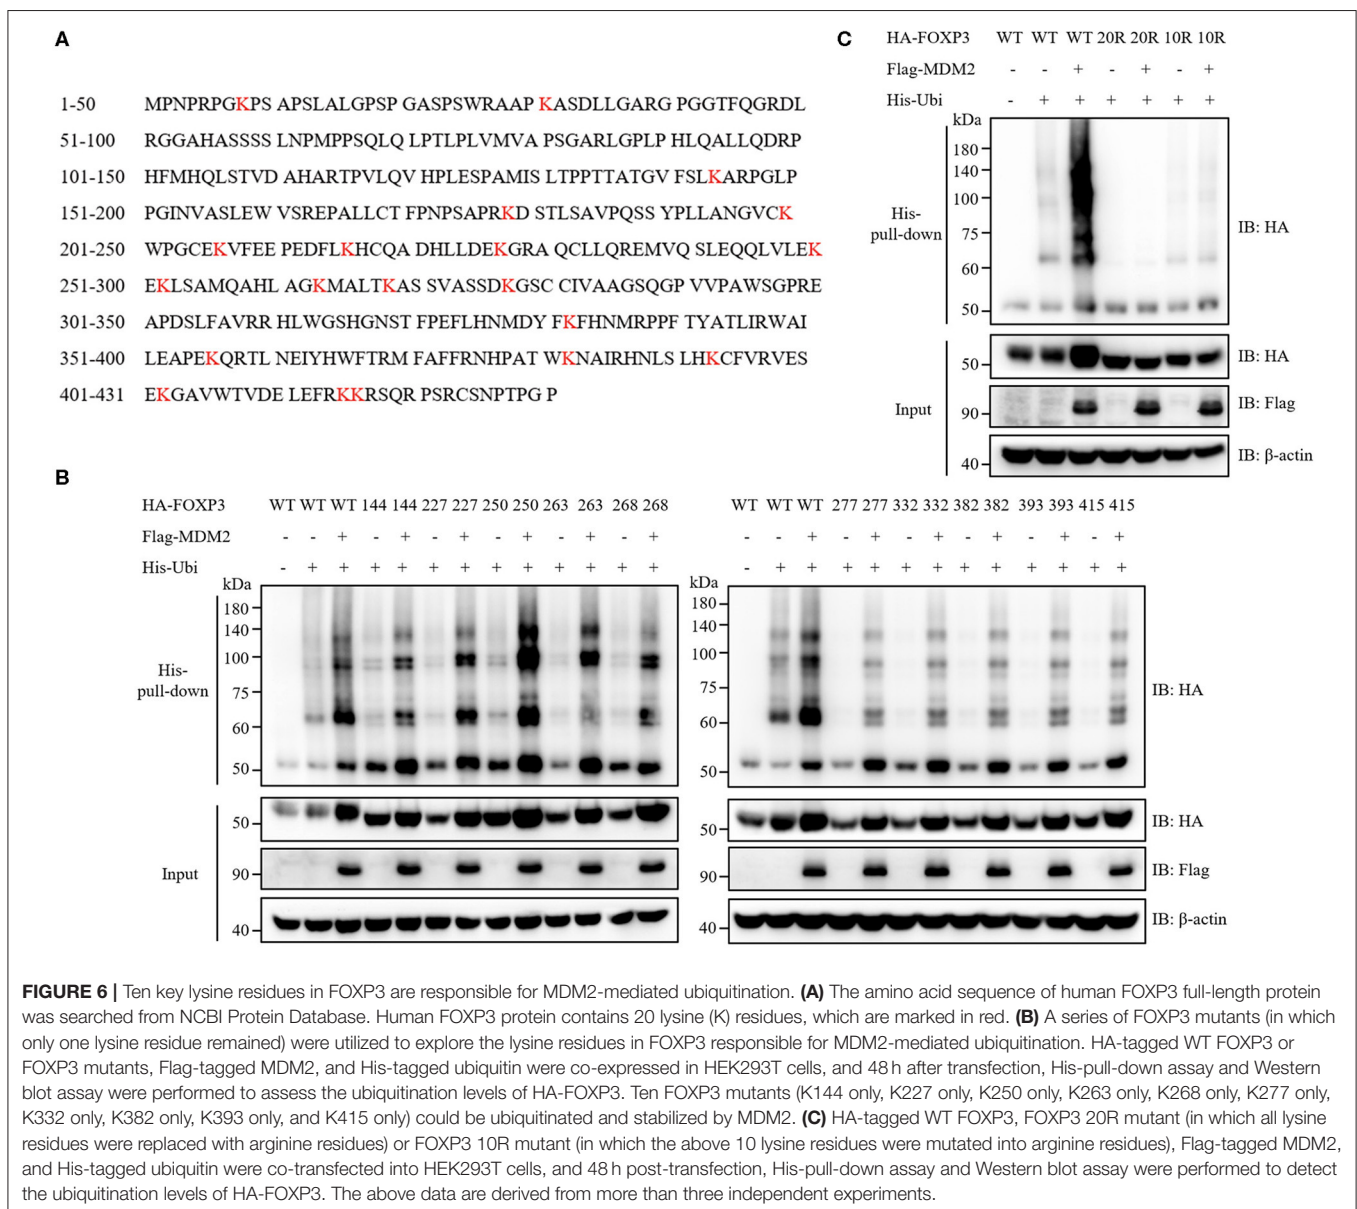 A
1-50 MPNPRPGKPS APSLALGPSP GASPSWRAAP KASDLLGARG PGGTFQGRDL
51-100 RGGAHASSSS LNPMPPSQLQ LPTLPLVMVA PSGARLGPLP HLQALLQDRP
101-150 HFMHQLSTVD AHARTPVLQV HPLESPAMIS LTPPTTATGV FSLKARPGLP
151-200 PGINVASLEW VSREPALLCT FPNPSAPRKD STLSAVPQSS YPLLANGVCK
201-250 WPGCEKVFEE PEDFLKHCQA DHLLDEKGRA QCLLQREMVQ SLEQQLVLEK
251-300 EKLSAMQAHL AGKMALTKAS SVASSDKGSC CIVAAGSQGP VVPAWSGPRE
301-350 APDSLFAVRR HLWGSHGNST FPEFLHNMDY FKFHNMRPPF TYATLIRWAI
351-400 LEAPEKQRTL NEIYHWFTRM FAFFRNHPAT WKNAIRHNLS LHKCFVRVES
401-431 EKGAVWTVDE LEFRKKRSQR PSRCSNPTPG P
C
HA-FOXP3 WT WT WT 20R 20R 10R 10R
Flag-MDM2 - - + - + - +
His-Ubi - + + + + + +
kDa
180
140
100
75
60
50
His-
pull-down
IB: HA
50
IB: HA
Input
90
IB: Flag
40
IB: β-actin
B
HA-FOXP3 WT WT WT 144 144 227 227 250 250 263 263 268 268
Flag-MDM2 - - + - + - + - + - + - +
His-Ubi - + + + + + + + + + + + +
kDa
180
140
100
75
60
50
His-
pull-down
50
Input
90
40
WT WT WT 277 277 332 332 382 382 393 393 415 415
- - + - + - + - + - + - +
- + + + + + + + + + + + +
kDa
180
140
100
75
60
50
IB: HA
50
IB: HA
90
IB: Flag
40
IB: β-actin
FIGURE 6 | Ten key lysine residues in FOXP3 are responsible for MDM2-mediated ubiquitination. (A) The amino acid sequence of human FOXP3 full-length protein
was searched from NCBI Protein Database. Human FOXP3 protein contains 20 lysine (K) residues, which are marked in red. (B) A series of FOXP3 mutants (in which
only one lysine residue remained) were utilized to explore the lysine residues in FOXP3 responsible for MDM2-mediated ubiquitination. HA-tagged WT FOXP3 or
FOXP3 mutants, Flag-tagged MDM2, and His-tagged ubiquitin were co-expressed in HEK293T cells, and 48 h after transfection, His-pull-down assay and Western
blot assay were performed to assess the ubiquitination levels of HA-FOXP3. Ten FOXP3 mutants (K144 only, K227 only, K250 only, K263 only, K268 only, K277 only,
K332 only, K382 only, K393 only, and K415 only) could be ubiquitinated and stabilized by MDM2. (C) HA-tagged WT FOXP3, FOXP3 20R mutant (in which all lysine
residues were replaced with arginine residues) or FOXP3 10R mutant (in which the above 10 lysine residues were mutated into arginine residues), Flag-tagged MDM2,
and His-tagged ubiquitin were co-transfected into HEK293T cells, and 48 h post-transfection, His-pull-down assay and Western blot assay were performed to detect
the ubiquitination levels of HA-FOXP3. The above data are derived from more than three independent experiments.